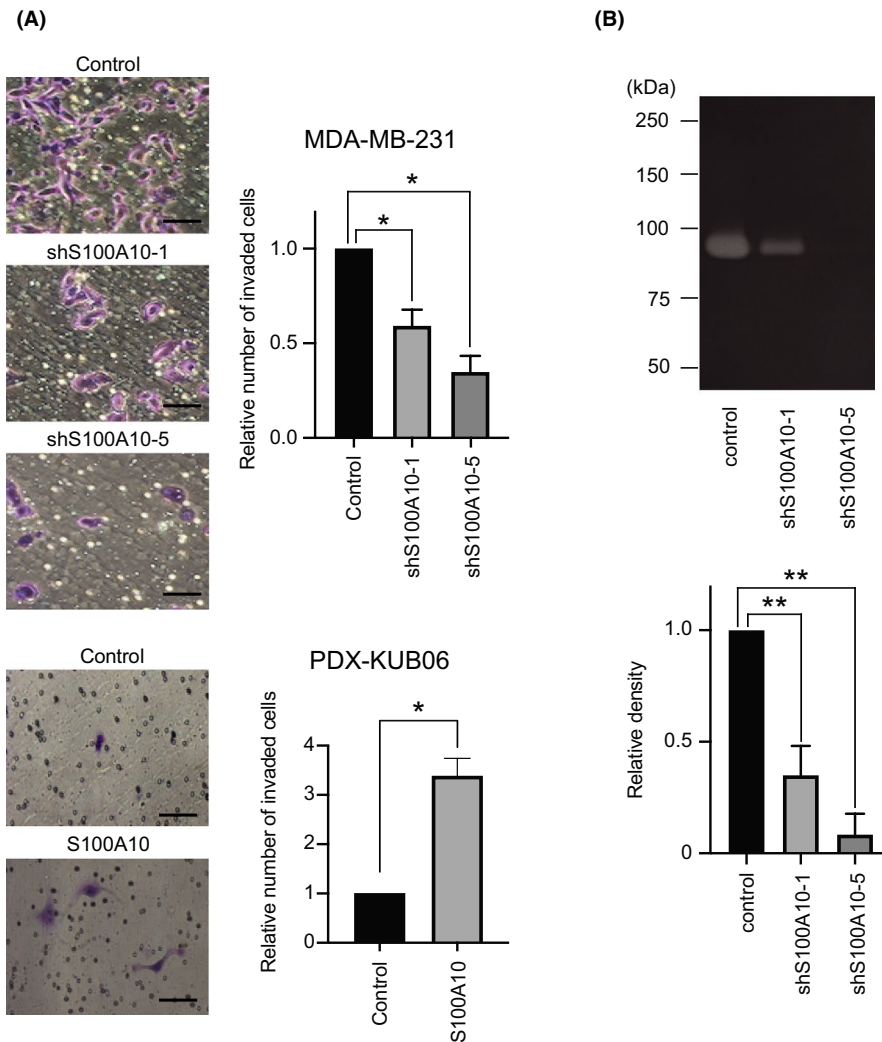 (A)
Control
shS100A10-1
shS100A10-5
MDA-MB-231
Relative number of invaded cells
1.0
0.5
0.0
*
*
Control
shS100A10-1
shS100A10-5
Control
S100A10
PDX-KUB06
Relative number of invaded cells
4
3
2
1
0
*
Control
S100A10
(B)
(kDa)
250
150
100
75
50
control
shS100A10-1
shS100A10-5
Relative density
1.0
0.5
0
**
**
control
shS100A10-1
shS100A10-5